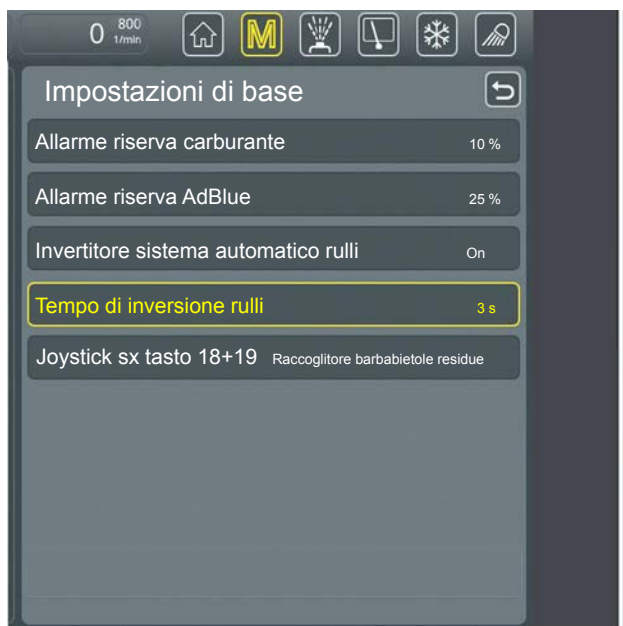 0 800
1/min
M
Impostazioni di base
Allarme riserva carburante 10 %
Allarme riserva AdBlue 25 %
Invertitore sistema automatico rulli On
Tempo di inversione rulli 3 s
Joystick sx tasto 18+19 Raccoglitore barbabietole residue